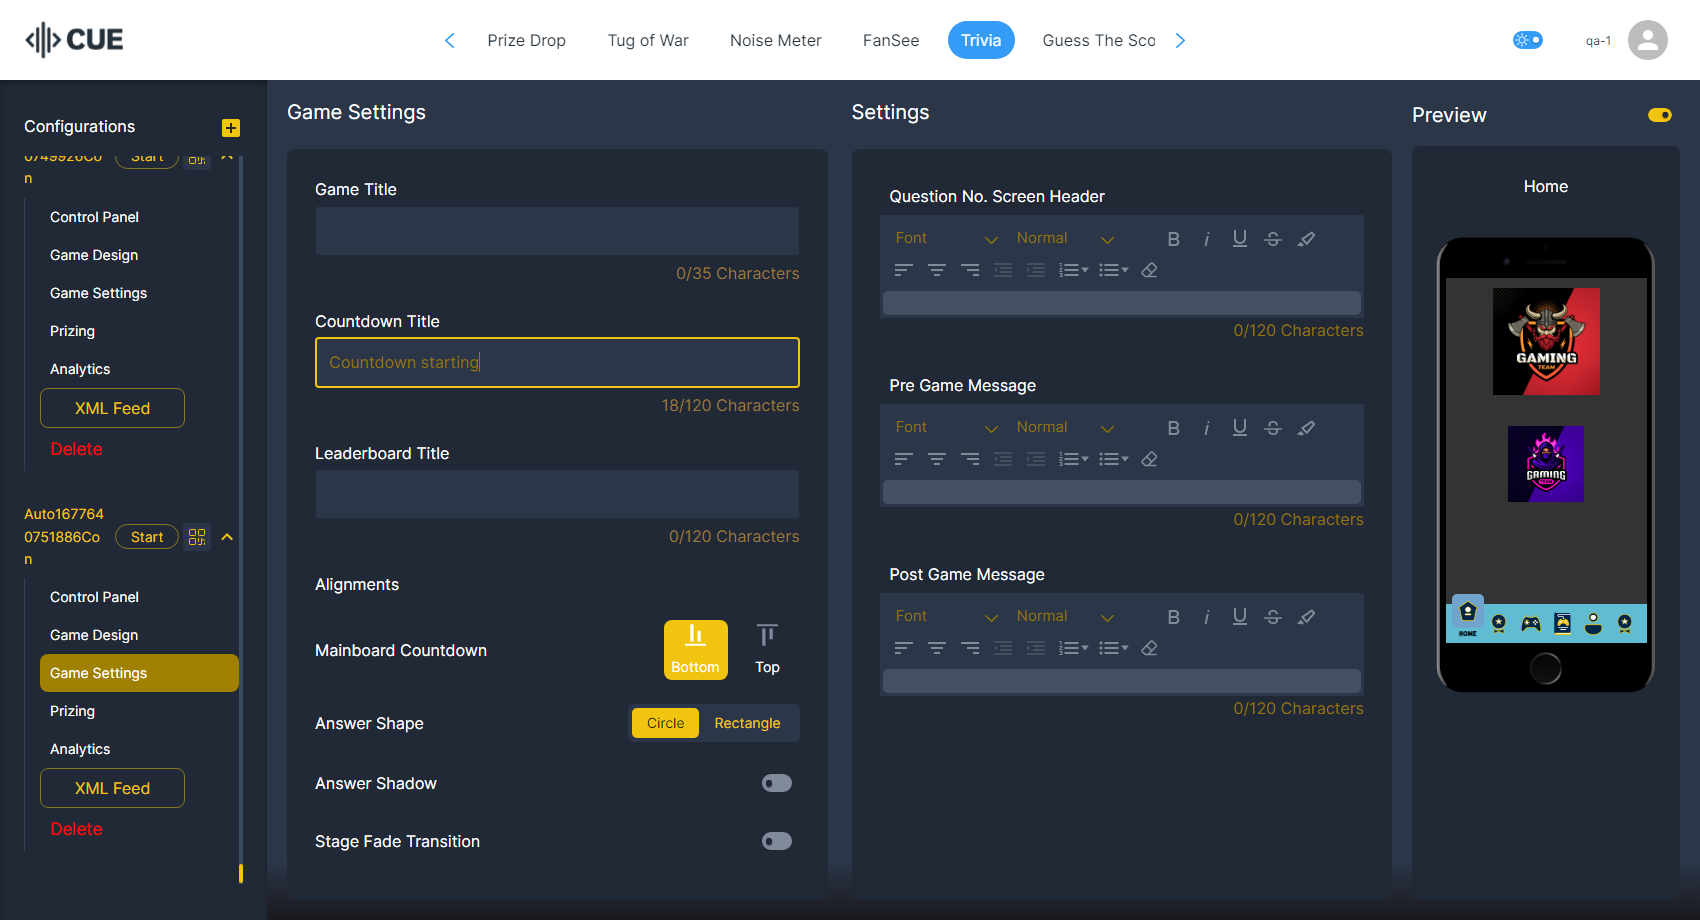 CUE
Prize Drop
Tug of War
Noise Meter
FanSee
Trivia
Guess The Sco
qa-1
Configurations
0749926Co
n
Start
Control Panel
Game Design
Game Settings
Prizing
Analytics
XML Feed
Delete
Auto167764
0751886Co
n
Start
Control Panel
Game Design
Game Settings
Prizing
Analytics
XML Feed
Delete
Game Settings
Game Title
0/35 Characters
Countdown Title
Countdown starting
18/120 Characters
Leaderboard Title
0/120 Characters
Alignments
Mainboard Countdown
Bottom
Top
Answer Shape
Circle
Rectangle
Answer Shadow
Stage Fade Transition
Settings
Question No. Screen Header
Font
Normal
B i U S
0/120 Characters
Pre Game Message
Font
Normal
B i U S
0/120 Characters
Post Game Message
Font
Normal
B i U S
0/120 Characters
Preview
Home
GAMING
TEAM
GAMING
TEAM
HOME